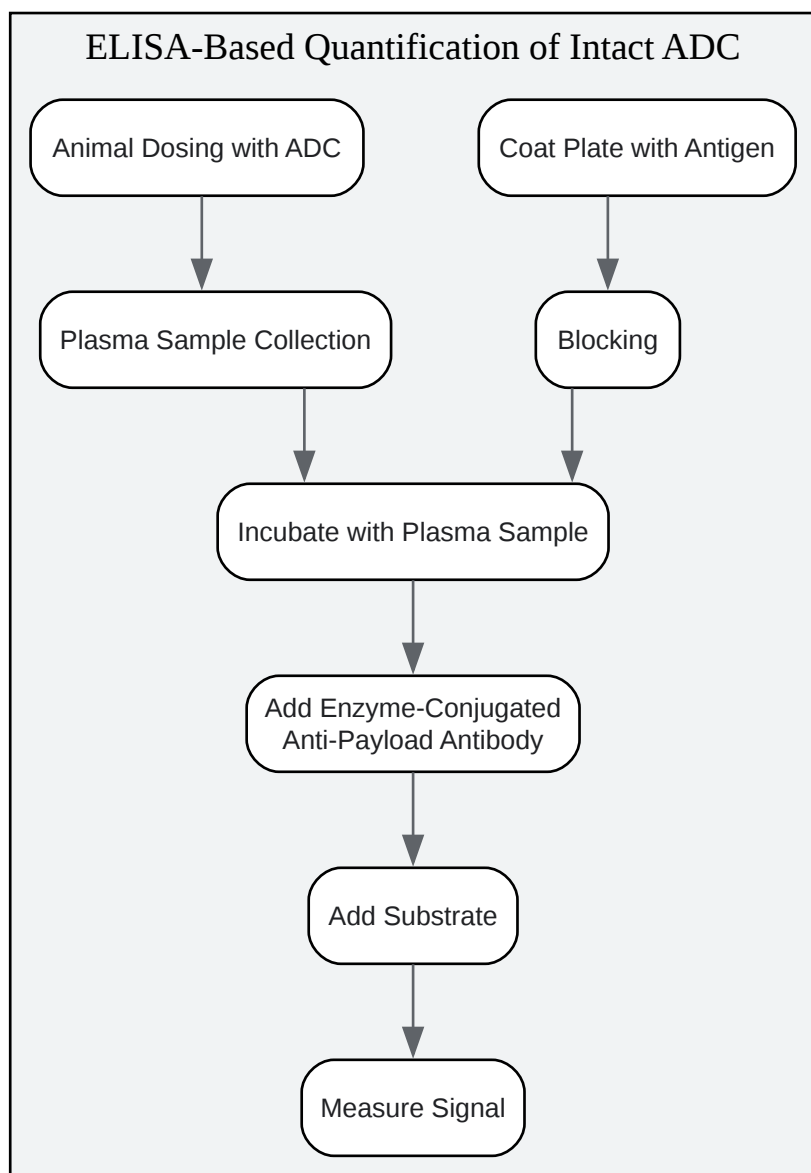 ELISA-Based Quantification of Intact ADC
Animal Dosing with ADC
Coat Plate with Antigen
Plasma Sample Collection
Blocking
Incubate with Plasma Sample
Add Enzyme-Conjugated
Anti-Payload Antibody
Add Substrate
Measure Signal